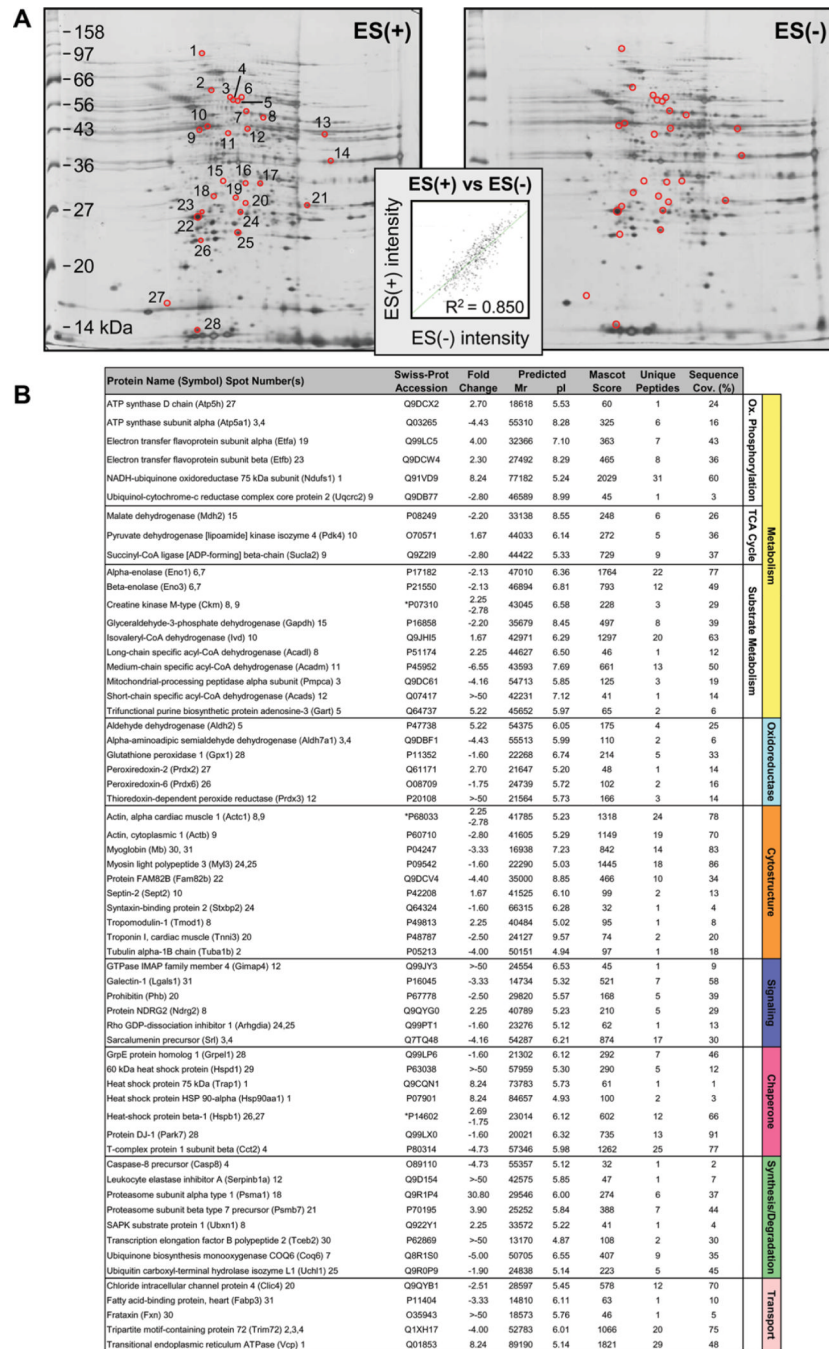 A
ES(+)
ES(-)
158
97
66
56
43
36
27
20
14 kDa
1
2
3
4
6
5
7
8
10
9
11
12
13
14
15
16
17
18
19
20
21
23
22
24
25
26
27
28
ES(+) vs ES(-)
ES(+) intensity
R² = 0.850
ES(-) intensity
B
Protein Name (Symbol) Spot Number(s) Swiss-Prot Accession Fold Change Predicted Mr pI Mascot Score Unique Peptides Sequence Cov. (%)
Metabolism
Ox. Phosphorylation
ATP synthase D chain (Atp5h) 27 Q9DCX2 2.70 18618 5.53 60 1 24
ATP synthase subunit alpha (Atp5a1) 3,4 Q03265 -4.43 55310 8.28 325 6 16
Electron transfer flavoprotein subunit alpha (Etfa) 19 Q99LC5 4.00 32366 7.10 363 7 43
Electron transfer flavoprotein subunit beta (Etfb) 23 Q9DCW4 2.30 27492 8.29 465 8 36
NADH-ubiquinone oxidoreductase 75 kDa subunit (Ndufs1) 1 Q91VD9 8.24 77182 5.24 2029 31 60
Ubiquinol-cytochrome-c reductase complex core protein 2 (Uqcrc2) 9 Q9DB77 -2.80 46589 8.99 45 1 3
TCA Cycle
Malate dehydrogenase (Mdh2) 15 P08249 -2.20 33138 8.55 248 6 26
Pyruvate dehydrogenase [lipoamide] kinase isozyme 4 (Pdk4) 10 O70571 1.67 44033 6.14 272 5 36
Succinyl-CoA ligase [ADP-forming] beta-chain (Sucla2) 9 Q9Z2I9 -2.80 44422 5.33 729 9 37
Substrate Metabolism
Alpha-enolase (Eno1) 6,7 P17182 -2.13 47010 6.36 1764 22 77
Beta-enolase (Eno3) 6,7 P21550 -2.13 46894 6.81 793 12 49
Creatine kinase M-type (Ckm) 8, 9 *P07310 2.25 -2.78 43045 6.58 228 3 29
Glyceraldehyde-3-phosphate dehydrogenase (Gapdh) 15 P16858 -2.20 35679 8.45 497 8 39
Isovaleryl-CoA dehydrogenase (Ivd) 10 Q9JHI5 1.67 42971 6.29 1297 20 63
Long-chain specific acyl-CoA dehydrogenase (Acadl) 8 P51174 2.25 44627 6.50 46 1 12
Medium-chain specific acyl-CoA dehydrogenase (Acadm) 11 P45952 -6.55 43593 7.69 661 13 50
Mitochondrial-processing peptidase alpha subunit (Pmpca) 3 Q9DC61 -4.16 54713 5.85 125 3 19
Short-chain specific acyl-CoA dehydrogenase (Acads) 12 Q07417 >-50 42231 7.12 41 1 14
Trifunctional purine biosynthetic protein adenosine-3 (Gart) 5 Q64737 5.22 45652 5.97 65 2 6
Oxidoreductase
Aldehyde dehydrogenase (Aldh2) 5 P47738 5.22 54375 6.05 175 4 25
Alpha-aminoadipic semialdehyde dehydrogenase (Aldh7a1) 3,4 Q9DBF1 -4.43 55513 5.99 110 2 6
Glutathione peroxidase 1 (Gpx1) 28 P11352 -1.60 22268 6.74 214 5 33
Peroxiredoxin-2 (Prdx2) 27 Q61171 2.70 21647 5.20 48 1 14
Peroxiredoxin-6 (Prdx6) 26 O08709 -1.75 24739 5.72 102 2 16
Thioredoxin-dependent peroxide reductase (Prdx3) 12 P20108 >-50 21564 5.73 166 3 14
Cytostructure
Actin, alpha cardiac muscle 1 (Actc1) 8,9 *P68033 2.25 -2.78 41785 5.23 1318 24 78
Actin, cytoplasmic 1 (Actb) 9 P60710 -2.80 41605 5.29 1149 19 70
Myoglobin (Mb) 30, 31 P04247 -3.33 16938 7.23 842 14 83
Myosin light polypeptide 3 (Myl3) 24,25 P09542 -1.60 22290 5.03 1445 18 86
Protein FAM82B (Fam82b) 22 Q9DCV4 -4.40 35000 8.85 466 10 34
Septin-2 (Sept2) 10 P42208 1.67 41525 6.10 99 2 13
Syntaxin-binding protein 2 (Stxbp2) 24 Q64324 -1.60 66315 6.28 32 1 4
Tropomodulin-1 (Tmod1) 8 P49813 2.25 40484 5.02 95 1 8
Troponin I, cardiac muscle (Tnni3) 20 P48787 -2.50 24127 9.57 74 2 20
Tubulin alpha-1B chain (Tuba1b) 2 P05213 -4.00 50151 4.94 97 1 18
Signaling
GTPase IMAP family member 4 (Gimap4) 12 Q99JY3 >-50 24554 6.53 45 1 9
Galectin-1 (Lgals1) 31 P16045 -3.33 14734 5.32 521 7 58
Prohibitin (Phb) 20 P67778 -2.50 29820 5.57 168 5 39
Protein NDRG2 (Ndrg2) 8 Q9QYG0 2.25 40789 5.23 210 5 29
Rho GDP-dissociation inhibitor 1 (Arhgdia) 24,25 Q99PT1 -1.60 23276 5.12 62 1 13
Sarcalumenin precursor (Srl) 3,4 Q7TQ48 -4.16 54287 6.21 874 17 30
Chaperone
GrpE protein homolog 1 (Grpel1) 28 Q99LP6 -1.60 21302 6.12 292 7 46
60 kDa heat shock protein (Hspd1) 29 P63038 >-50 57959 5.30 290 5 12
Heat shock protein 75 kDa (Trap1) 1 Q9CQN1 8.24 73783 5.73 61 1 1
Heat shock protein HSP 90-alpha (Hsp90aa1) 1 P07901 8.24 84657 4.93 100 2 3
Heat-shock protein beta-1 (Hspb1) 26,27 *P14602 2.69 -1.75 23014 6.12 602 12 66
Protein DJ-1 (Park7) 28 Q99LX0 -1.60 20021 6.32 735 13 91
T-complex protein 1 subunit beta (Cct2) 4 P80314 -4.73 57346 5.98 1262 25 77
Synthesis/Degradation
Caspase-8 precursor (Casp8) 4 O89110 -4.73 55357 5.12 32 1 2
Leukocyte elastase inhibitor A (Serpinb1a) 12 Q9D154 >-50 42575 5.85 47 1 7
Proteasome subunit alpha type 1 (Psma1) 18 Q9R1P4 30.80 29546 6.00 274 6 37
Proteasome subunit beta type 7 precursor (Psmb7) 21 P70195 3.90 25252 5.84 388 7 44
SAPK substrate protein 1 (Ubxn1) 8 Q922Y1 2.25 33572 5.22 41 1 4
Transcription elongation factor B polypeptide 2 (Tceb2) 30 P62869 >-50 13170 4.87 108 2 30
Ubiquinone biosynthesis monooxygenase COQ6 (Coq6) 7 Q8R1S0 -5.00 50705 6.55 407 9 35
Ubiquitin carboxyl-terminal hydrolase isozyme L1 (Uchl1) 25 Q9R0P9 -1.90 24838 5.14 223 5 45
Transport
Chloride intracellular channel protein 4 (Clic4) 20 Q9QYB1 -2.51 28597 5.45 578 12 70
Fatty acid-binding protein, heart (Fabp3) 31 P11404 -3.33 14810 6.11 63 1 10
Frataxin (Fxn) 30 O35943 >-50 18573 5.76 46 1 5
Tripartite motif-containing protein 72 (Trim72) 2,3,4 Q1XH17 -4.00 52783 6.01 1066 20 75
Transitional endoplasmic reticulum ATPase (Vcp) 1 Q01853 8.24 89190 5.14 1821 29 48